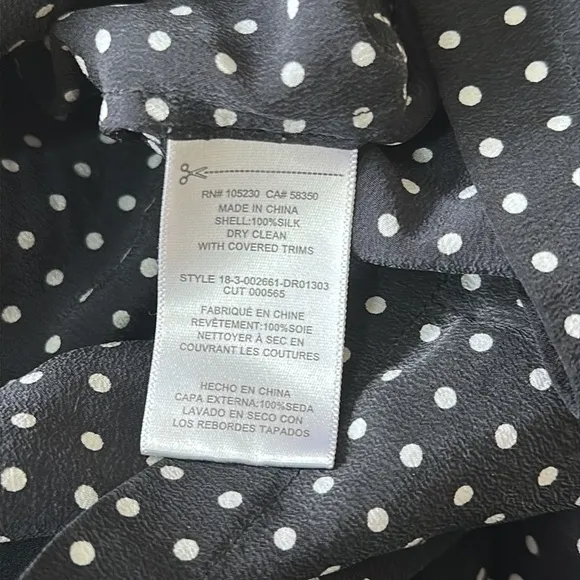 RN# 105230 CA# 58350
MADE IN CHINA
SHELL:100%SILK
DRY CLEAN
WITH COVERED TRIMS
STYLE 18-3-002661-DR01303
CUT 000565
FABRIQUÉ EN CHINE
REVÊTEMENT:100%SOIE
NETTOYER À SEC EN
COUVRANT LES COUTURES
HECHO EN CHINA
CAPA EXTERNA:100%SEDA
LAVADO EN SECO CON
LOS REBORDES TAPADOS